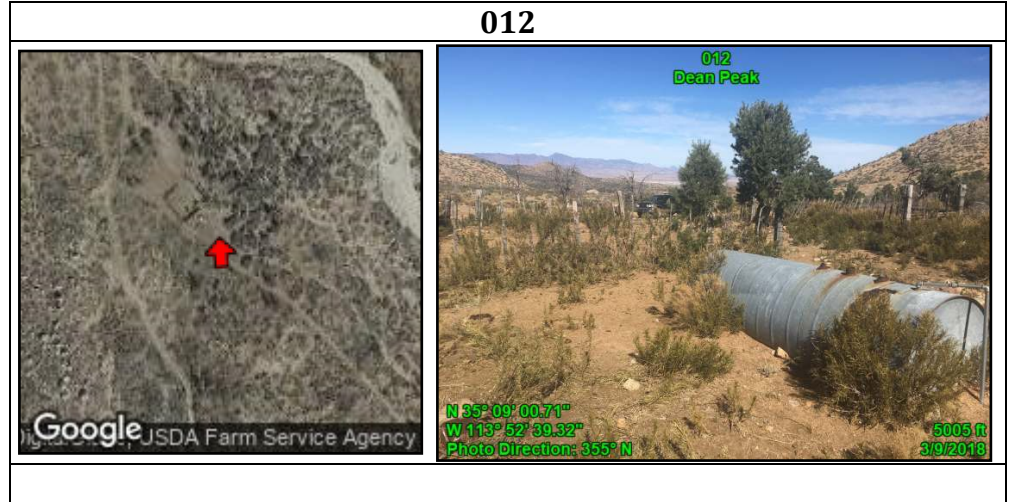 012
012
Dean Peak
Google
USDA Farm Service Agency
N 35° 09' 00.71"
W 113° 52' 39.32"
Photo Direction: 355° N
5005 ft
3/9/2018